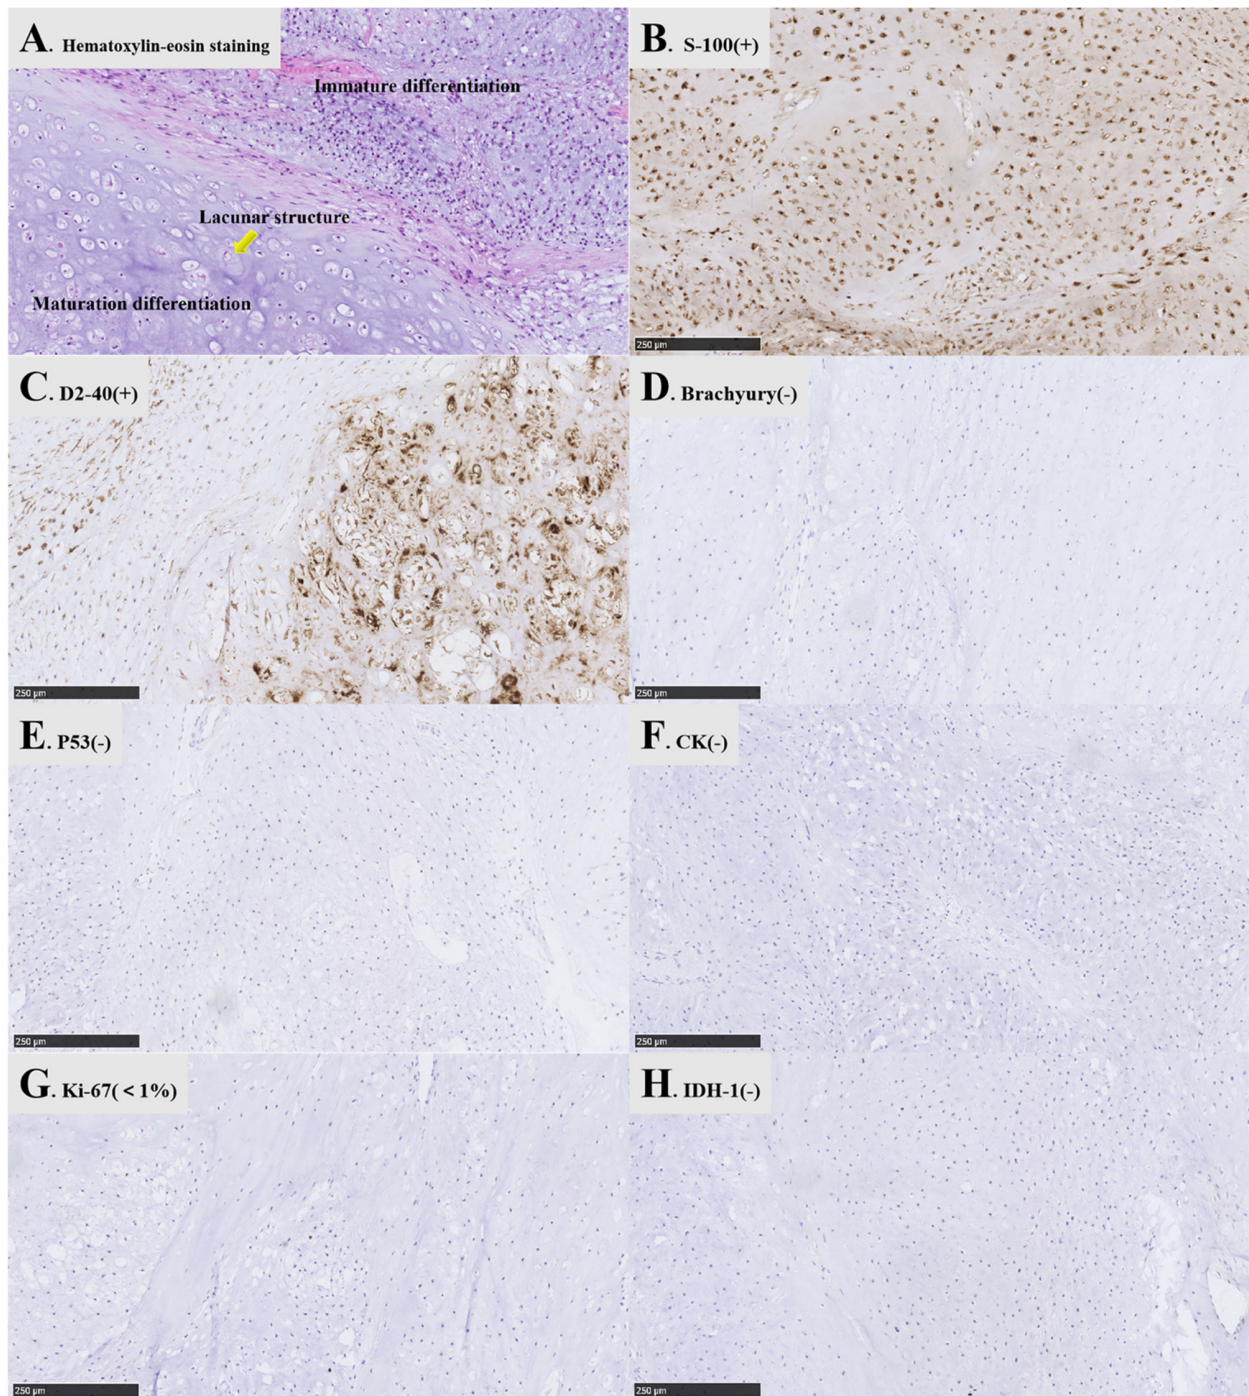 A. Hematoxylin-eosin staining
Immature differentiation
Lacunar structure
Maturation differentiation
B. S-100(+)
250 µm
C. D2-40(+)
250 µm
D. Brachyury(-)
250 µm
E. P53(-)
250 µm
F. CK(-)
250 µm
G. Ki-67(<1%)
250 µm
H. IDH-1(-)
250 µm